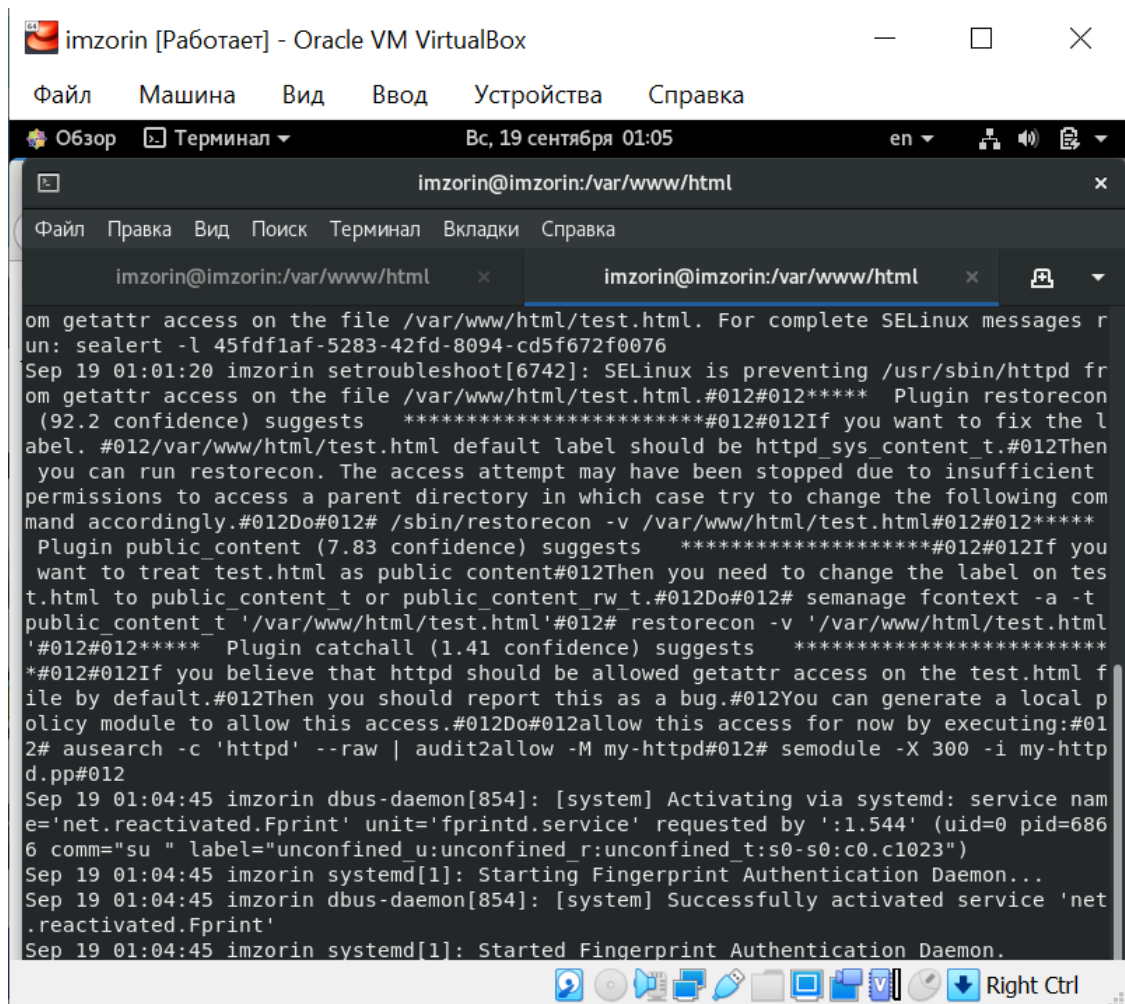 64
imzorin [Работает] - Oracle VM VirtualBox
Файл Машина Вид Ввод Устройства Справка
Обзор Терминал Вс, 19 сентября 01:05 en
imzorin@imzorin:/var/www/html
Файл Правка Вид Поиск Терминал Вкладки Справка
imzorin@imzorin:/var/www/html imzorin@imzorin:/var/www/html
om getattr access on the file /var/www/html/test.html. For complete SELinux messages r
un: sealert -l 45fdf1af-5283-42fd-8094-cd5f672f0076
Sep 19 01:01:20 imzorin setroubleshoot[6742]: SELinux is preventing /usr/sbin/httpd fr
om getattr access on the file /var/www/html/test.html.#012#012***** Plugin restorecon
(92.2 confidence) suggests ************************#012#012If you want to fix the l
abel. #012/var/www/html/test.html default label should be httpd_sys_content_t.#012Then
you can run restorecon. The access attempt may have been stopped due to insufficient
permissions to access a parent directory in which case try to change the following com
mand accordingly.#012Do#012# /sbin/restorecon -v /var/www/html/test.html#012#012*****
Plugin public_content (7.83 confidence) suggests ********************#012#012If you
want to treat test.html as public content#012Then you need to change the label on tes
t.html to public_content_t or public_content_rw_t.#012Do#012# semanage fcontext -a -t
public_content_t '/var/www/html/test.html'#012# restorecon -v '/var/www/html/test.html
'#012#012***** Plugin catchall (1.41 confidence) suggests *************************
*#012#012If you believe that httpd should be allowed getattr access on the test.html f
ile by default.#012Then you should report this as a bug.#012You can generate a local p
olicy module to allow this access.#012Do#012allow this access for now by executing:#01
2# ausearch -c 'httpd' --raw | audit2allow -M my-httpd#012# semodule -X 300 -i my-http
d.pp#012
Sep 19 01:04:45 imzorin dbus-daemon[854]: [system] Activating via systemd: service nam
e='net.reactivated.Fprint' unit='fprintd.service' requested by ':1.544' (uid=0 pid=686
6 comm="su " label="unconfined_u:unconfined_r:unconfined_t:s0-s0:c0.c1023")
Sep 19 01:04:45 imzorin systemd[1]: Starting Fingerprint Authentication Daemon...
Sep 19 01:04:45 imzorin dbus-daemon[854]: [system] Successfully activated service 'net
.reactivated.Fprint'
Sep 19 01:04:45 imzorin systemd[1]: Started Fingerprint Authentication Daemon.
Right Ctrl